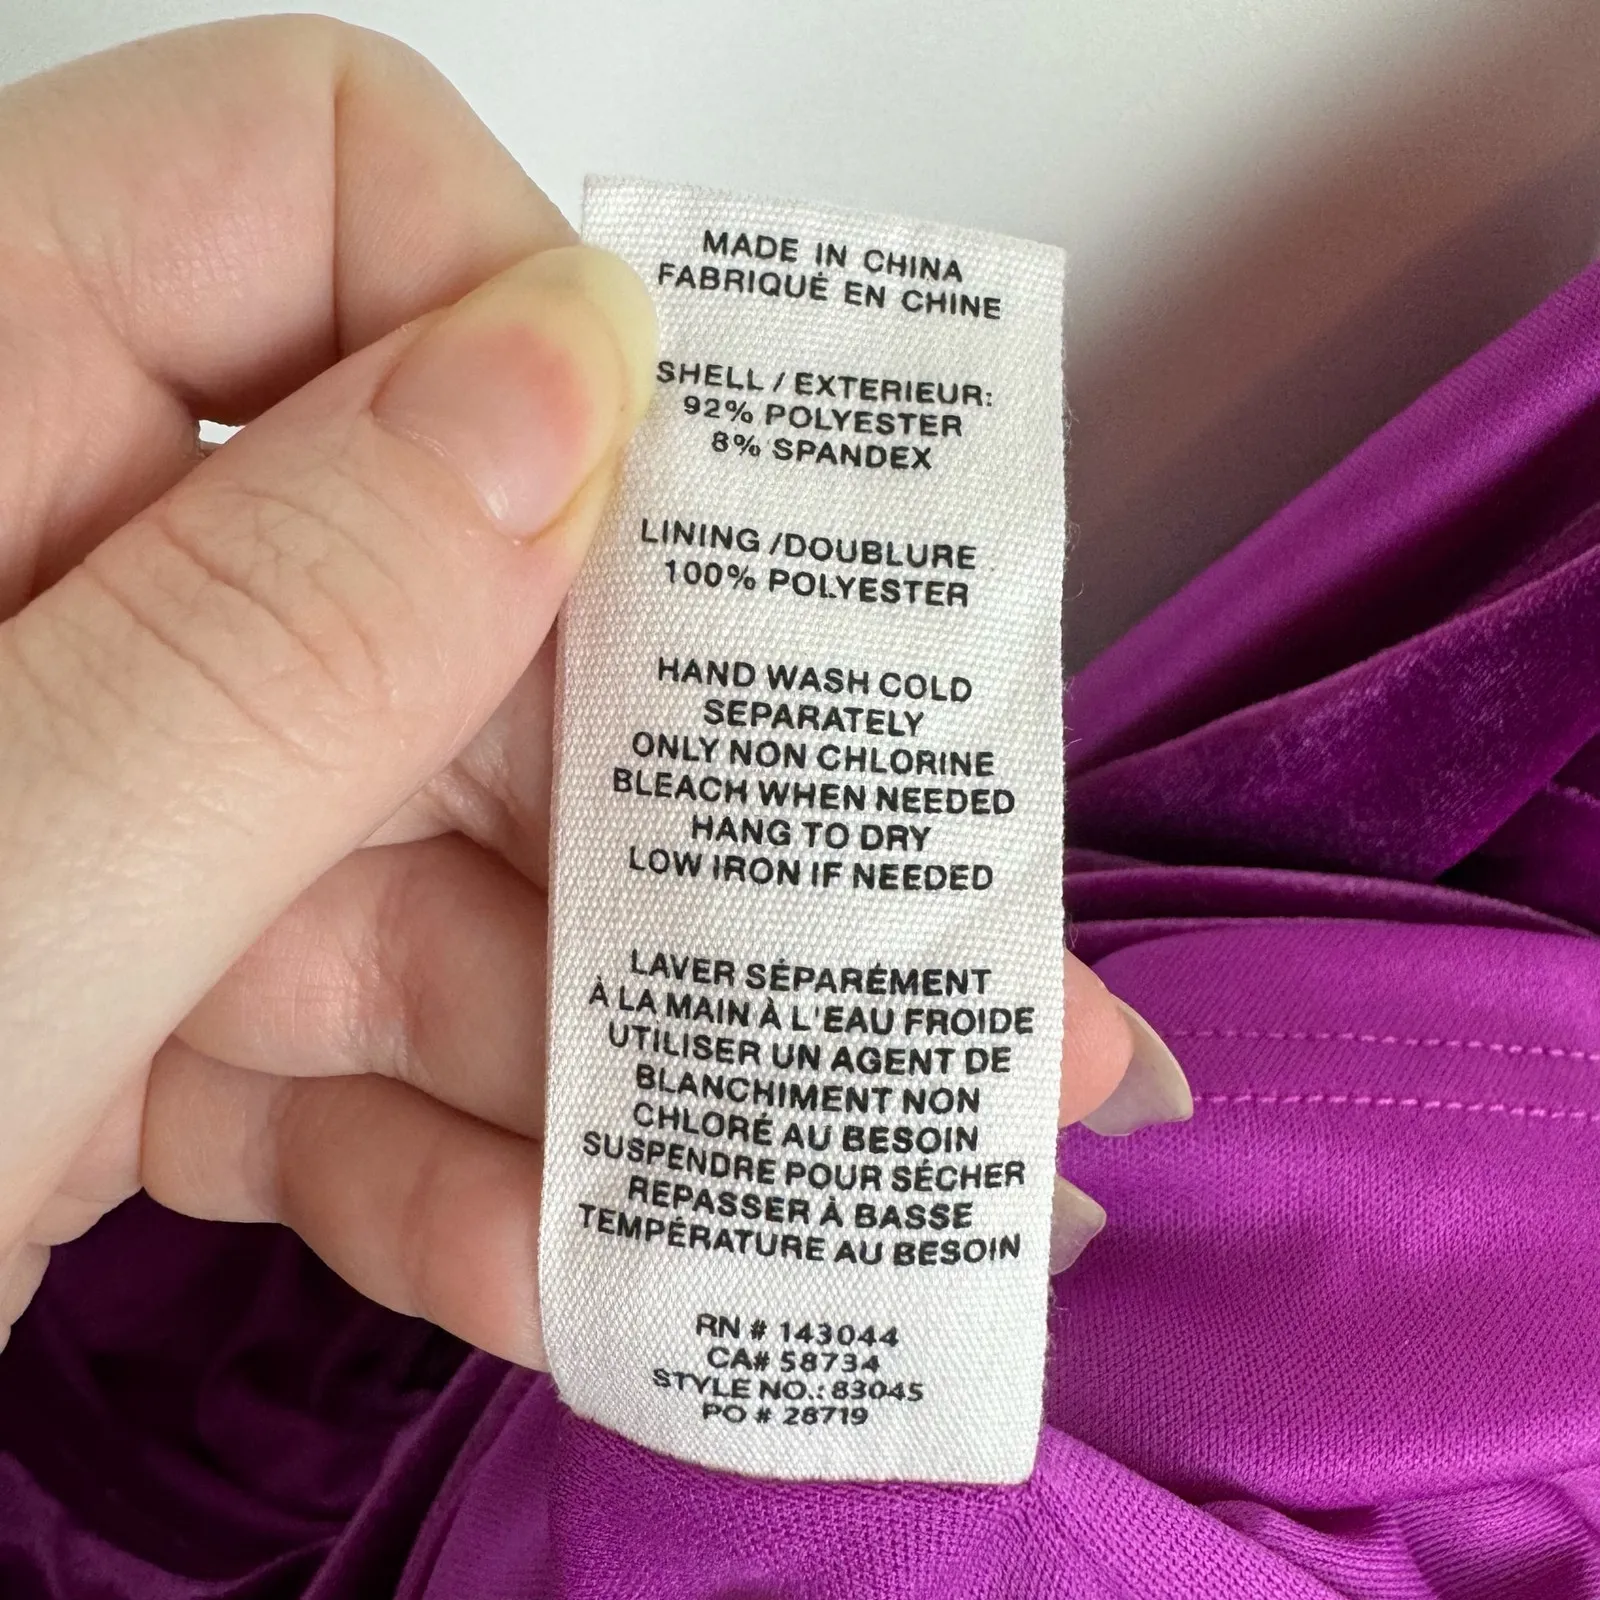 MADE IN CHINA
FABRIQUÉ EN CHINE
SHELL / EXTERIEUR:
92% POLYESTER
8% SPANDEX
LINING /DOUBLURE
100% POLYESTER
HAND WASH COLD
SEPARATELY
ONLY NON CHLORINE
BLEACH WHEN NEEDED
HANG TO DRY
LOW IRON IF NEEDED
LAVER SÉPARÉMENT
À LA MAIN À L'EAU FROIDE
UTILISER UN AGENT DE
BLANCHIMENT NON
CHLORÉ AU BESOIN
SUSPENDRE POUR SÉCHER
REPASSER À BASSE
TEMPÉRATURE AU BESOIN
RN # 143044
CA# 58734
STYLE NO.: 83045
PO # 28719